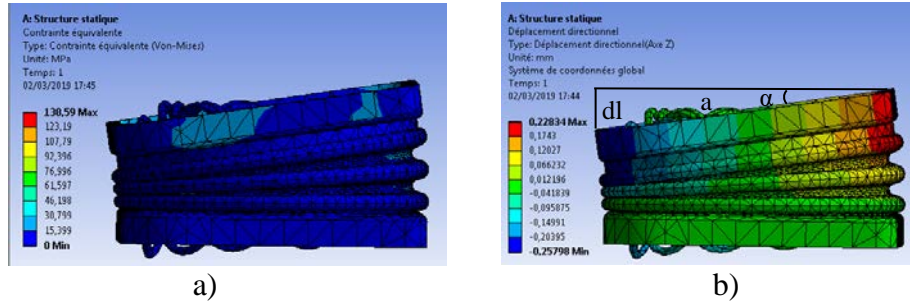 A: Structure statique
Contrainte équivalente
Type: Contrainte équivalente (Von-Mises)
Unité: MPa
Temps: 1
02/03/2019 17:45
130,59 Max
123,19
107,79
92,396
76,996
61,597
46,198
30,799
15,399
0 Min
a)
A: Structure statique
Déplacement directionnel
Type: Déplacement directionnel(Axe Z)
Unité: mm
Système de coordonnées global
Temps: 1
02/03/2019 17:44
0,22834 Max
0,1743
0,12027
0,066232
0,012196
-0,041839
-0,095875
-0,14991
-0,20395
-0,25798 Min
dl
a
α
b)